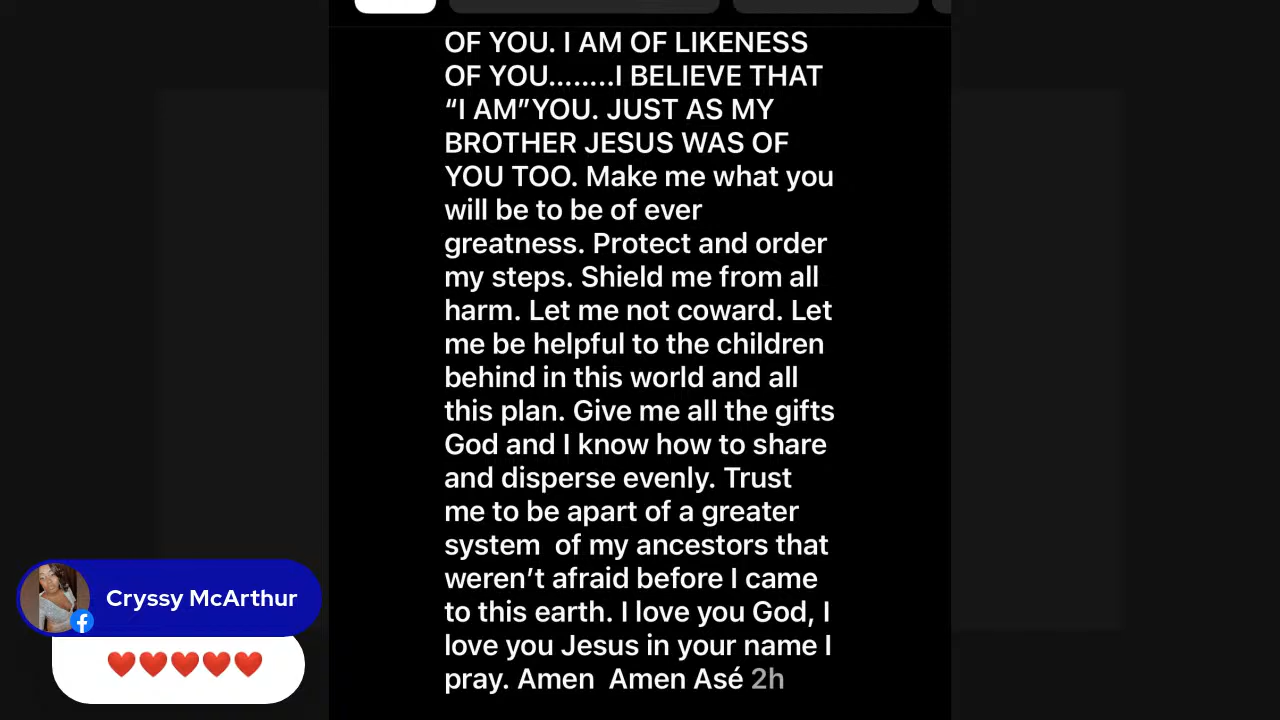 OF YOU. I AM OF LIKENESS
OF YOU........I BELIEVE THAT
“I AM”YOU. JUST AS MY
BROTHER JESUS WAS OF
YOU TOO. Make me what you
will be to be of ever
greatness. Protect and order
my steps. Shield me from all
harm. Let me not coward. Let
me be helpful to the children
behind in this world and all
this plan. Give me all the gifts
God and I know how to share
and disperse evenly. Trust
me to be apart of a greater
system  of my ancestors that
weren’t afraid before I came
to this earth. I love you God, I
love you Jesus in your name I
pray. Amen  Amen Asé 2h
Cryssy McArthur
❤️❤️❤️❤️❤️